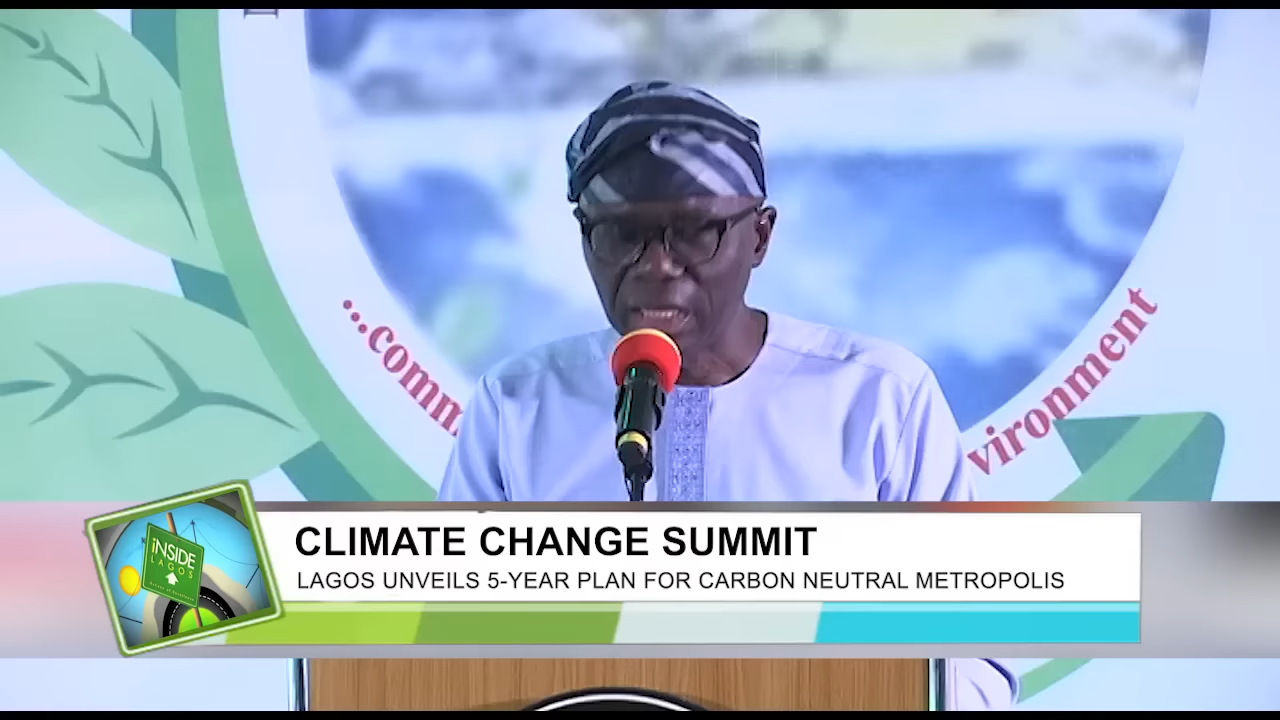 ...comm
vironment
CLIMATE CHANGE SUMMIT
LAGOS UNVEILS 5-YEAR PLAN FOR CARBON NEUTRAL METROPOLIS
iNSIDE
LAGOS